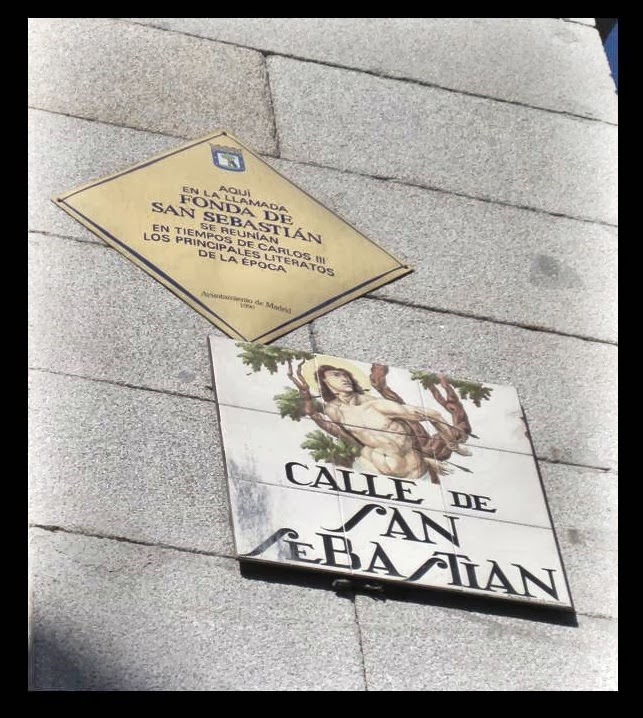 AQUÍ
EN LA LLAMADA
FONDA DE
SAN SEBASTIÁN
SE REUNÍAN
EN TIEMPOS DE CARLOS III
LOS PRINCIPALES LITERATOS
DE LA ÉPOCA
Ayuntamiento de Madrid
1990
CALLE DE
SAN
SEBASTIAN